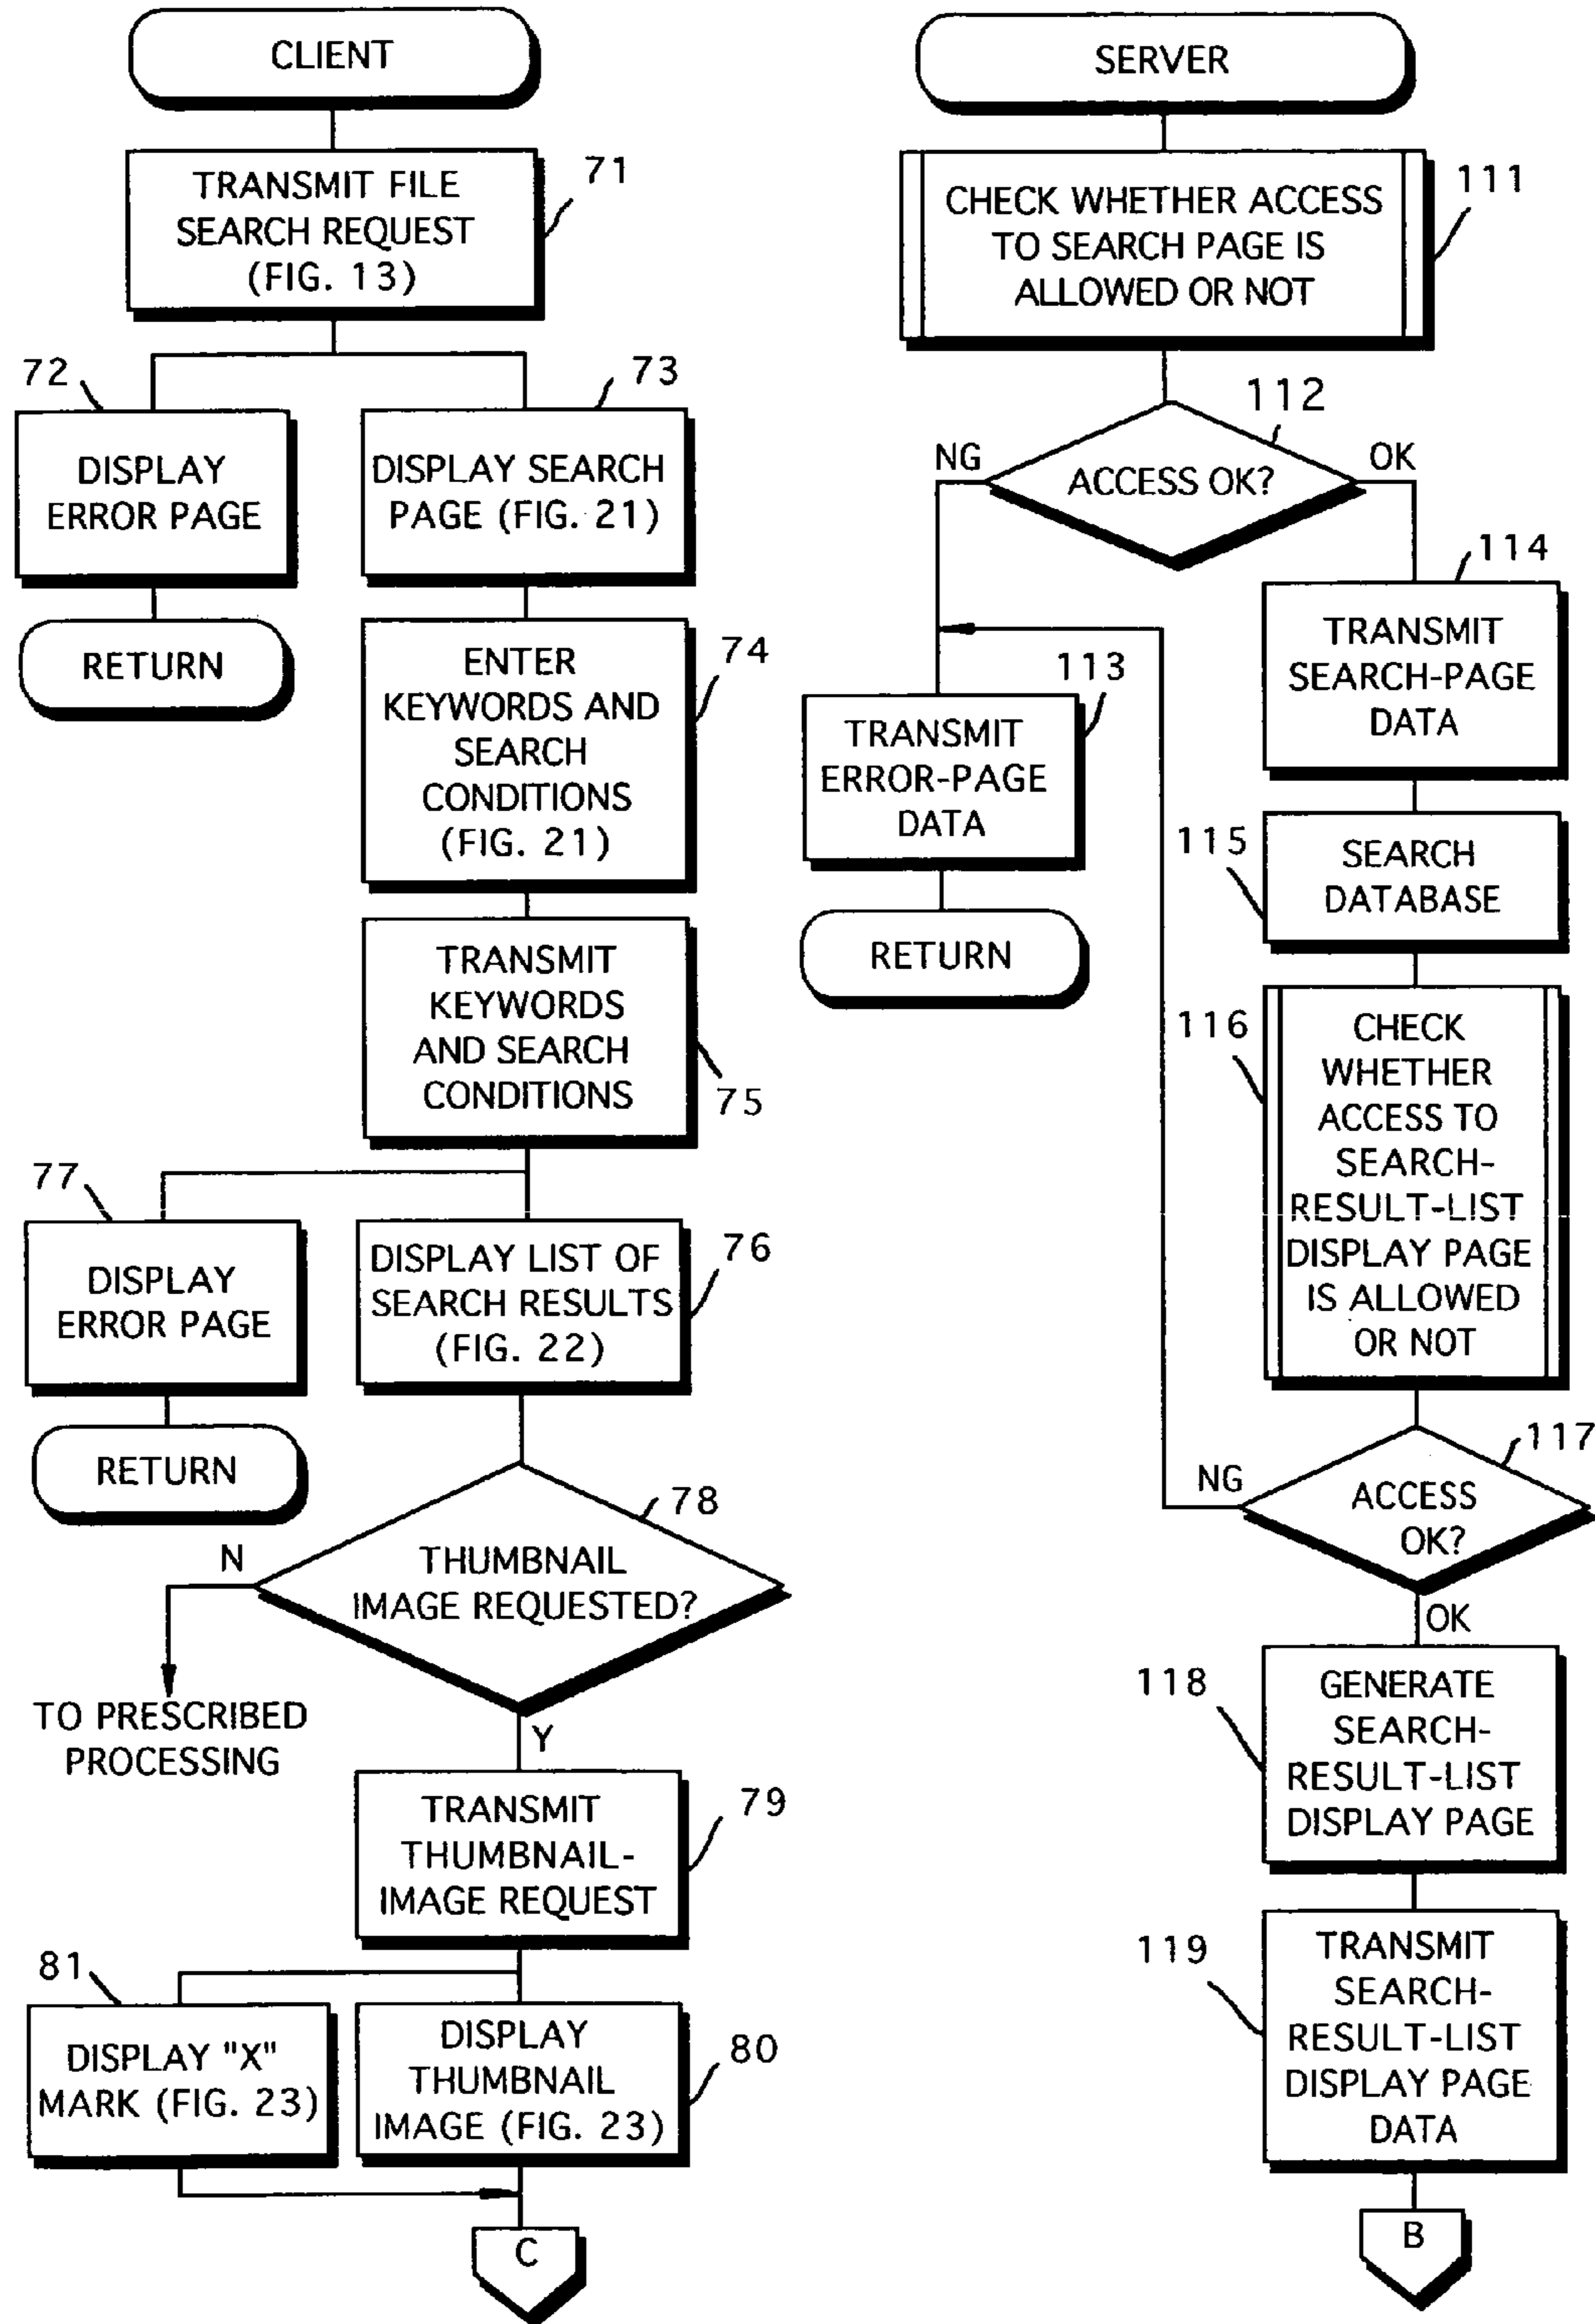 CLIENT
TRANSMIT FILE
SEARCH REQUEST
(FIG. 13)
71
72
DISPLAY
ERROR PAGE
RETURN
73
DISPLAY SEARCH
PAGE (FIG. 21)
ENTER
KEYWORDS AND
SEARCH
CONDITIONS
(FIG. 21)
74
TRANSMIT
KEYWORDS
AND SEARCH
CONDITIONS
75
77
DISPLAY
ERROR PAGE
RETURN
DISPLAY LIST OF
SEARCH RESULTS
(FIG. 22)
76
78
THUMBNAIL
IMAGE REQUESTED?
N
TO PRESCRIBED
PROCESSING
Y
TRANSMIT
THUMBNAIL-
IMAGE REQUEST
79
81
DISPLAY "X"
MARK (FIG. 23)
DISPLAY
THUMBNAIL
IMAGE (FIG. 23)
80
C
SERVER
CHECK WHETHER ACCESS
TO SEARCH PAGE IS
ALLOWED OR NOT
111
112
NG
ACCESS OK?
OK
113
TRANSMIT
ERROR-PAGE
DATA
RETURN
114
TRANSMIT
SEARCH-PAGE
DATA
115
SEARCH
DATABASE
116
CHECK
WHETHER
ACCESS TO
SEARCH-
RESULT-LIST
DISPLAY PAGE
IS ALLOWED
OR NOT
117
NG
ACCESS
OK?
OK
118
GENERATE
SEARCH-
RESULT-LIST
DISPLAY PAGE
119
TRANSMIT
SEARCH-
RESULT-LIST
DISPLAY PAGE
DATA
B